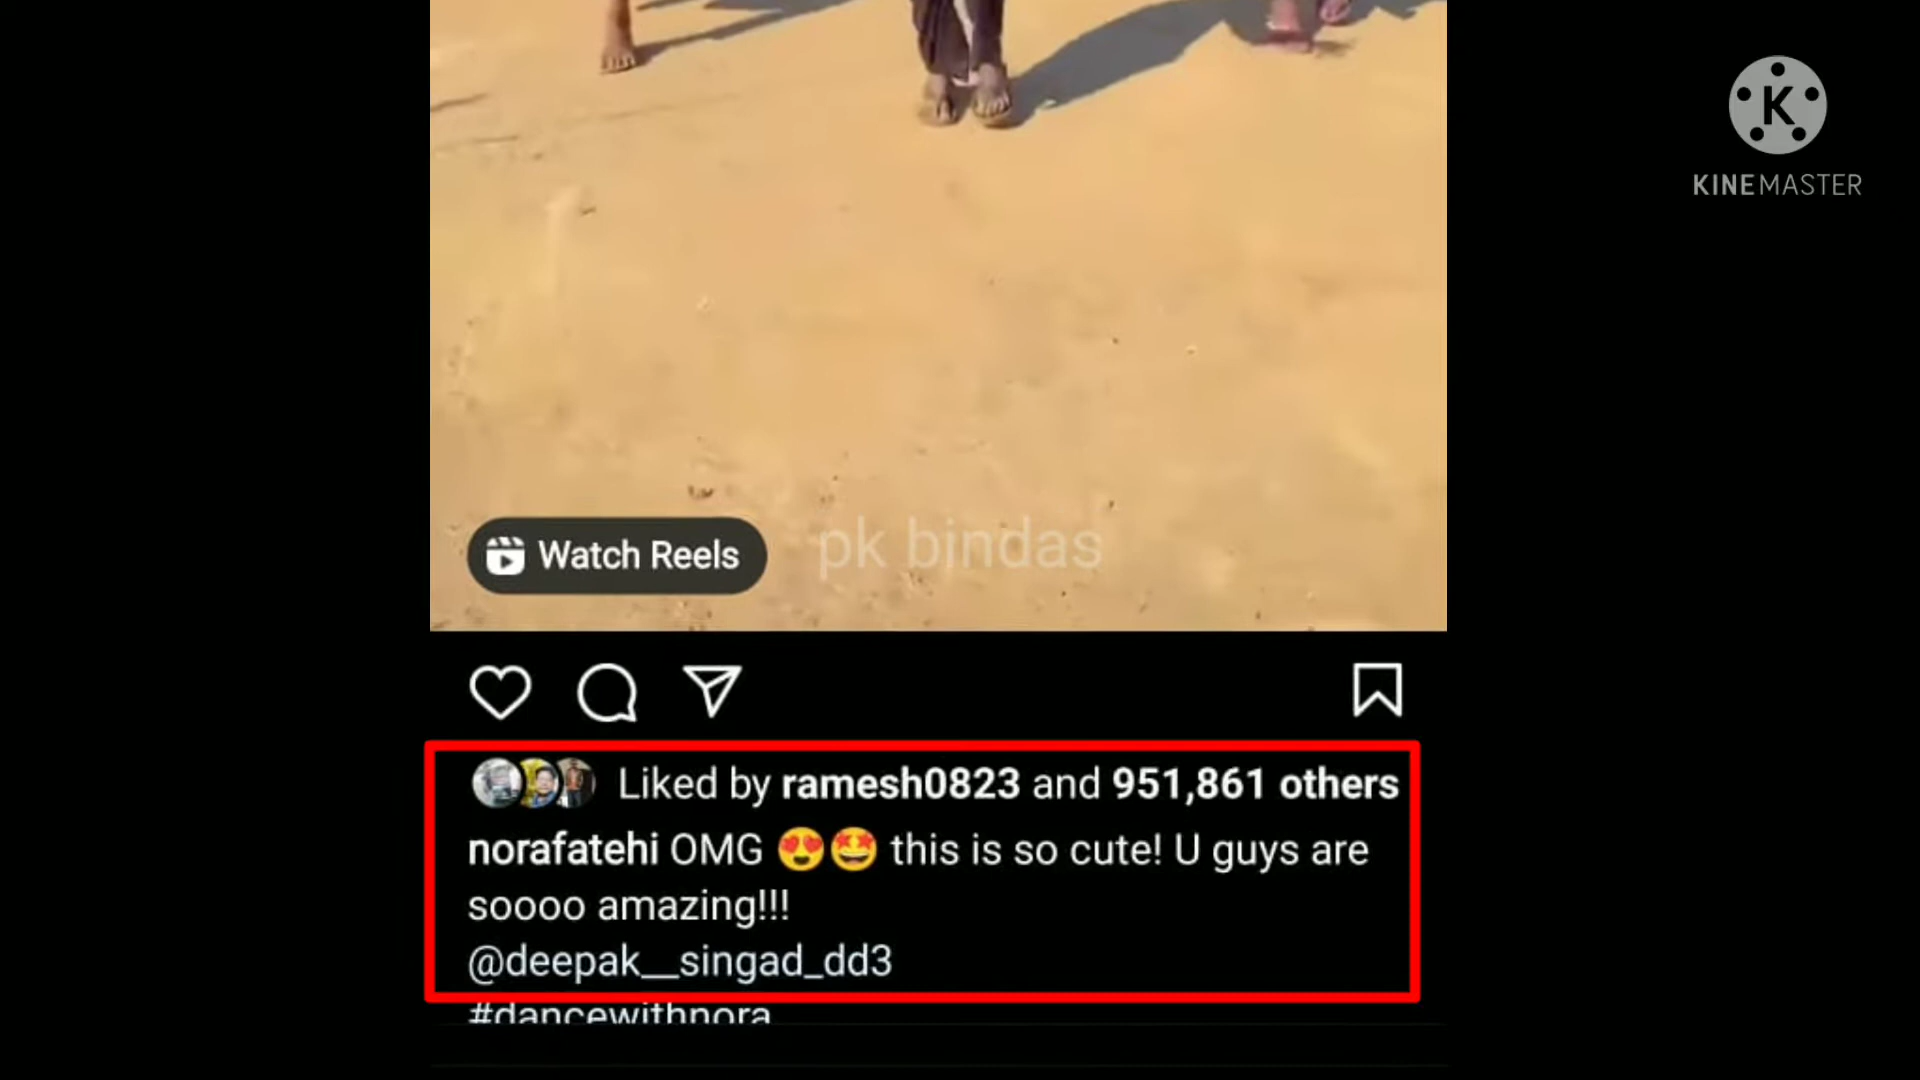 K
KINEMASTER
Watch Reels
pk bindas
Liked by ramesh0823 and 951,861 others
norafatehi OMG 😍🤩 this is so cute! U guys are
soooo amazing!!!
@deepak__singad_dd3
#dancewithnora